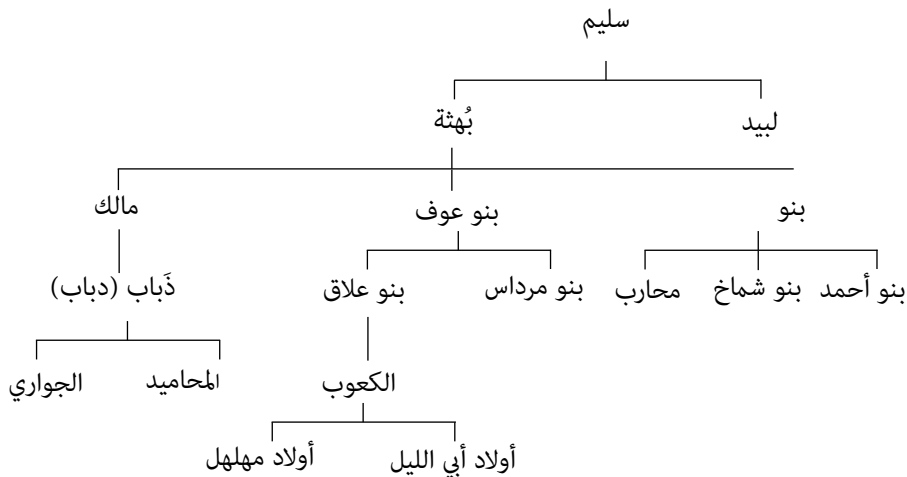 سليم
لبيد
بُهثة
بنو
بنو عوف
مالك
بنو أحمد
بنو شماخ
محارب
بنو مرداس
بنو علاق
ذَباب (دباب)
الكعوب
المحاميد
الجواري
أولاد أبي الليل
أولاد مهلهل